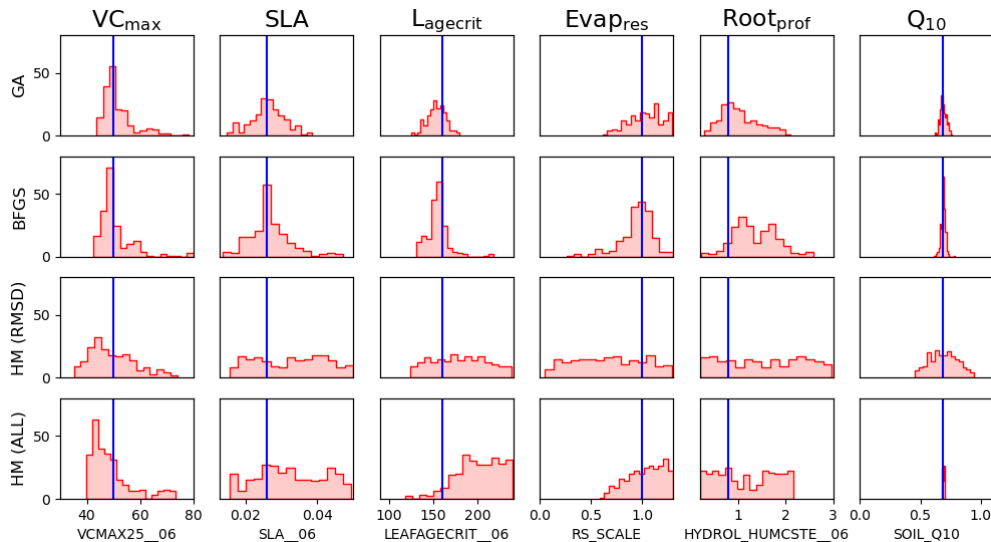 VCmax SLA Lagecrit Evapres Rootprof Q10
GA
50
0
BFGS
50
0
HM (RMSD)
50
0
HM (ALL)
50
0
40 60 80 0.02 0.04 100 150 200 0.0 0.5 1.0 1 2 3 0.0 0.5 1.0
VCMAX25__06 SLA__06 LEAFAGECRIT__06 RS_SCALE HYDROL_HUMCSTE__06 SOIL_Q10